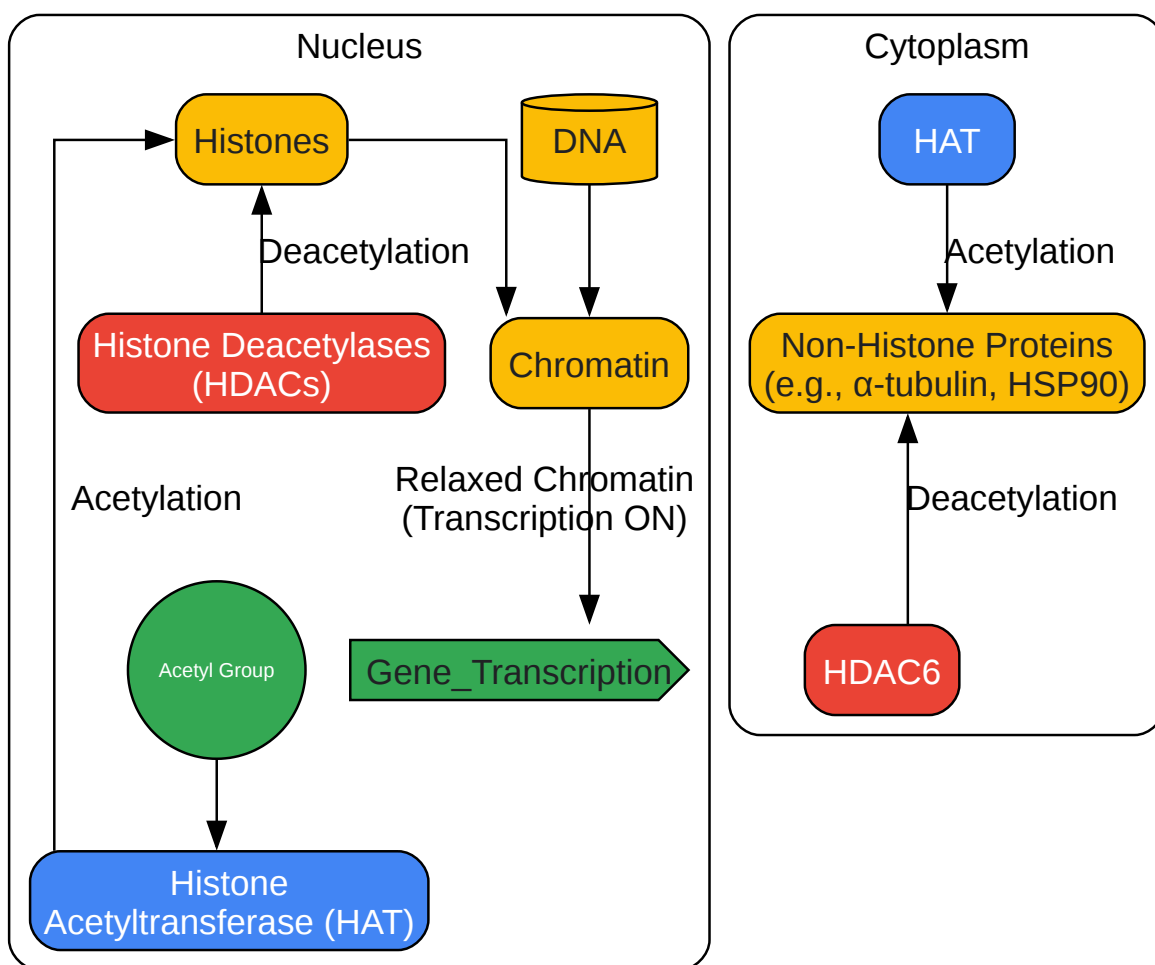 Nucleus
Histones
DNA
Deacetylation
Histone Deacetylases
(HDACs)
Chromatin
Acetylation
Relaxed Chromatin
(Transcription ON)
Acetyl Group
Gene_Transcription
Histone
Acetyltransferase (HAT)
Cytoplasm
HAT
Acetylation
Non-Histone Proteins
(e.g., α-tubulin, HSP90)
Deacetylation
HDAC6